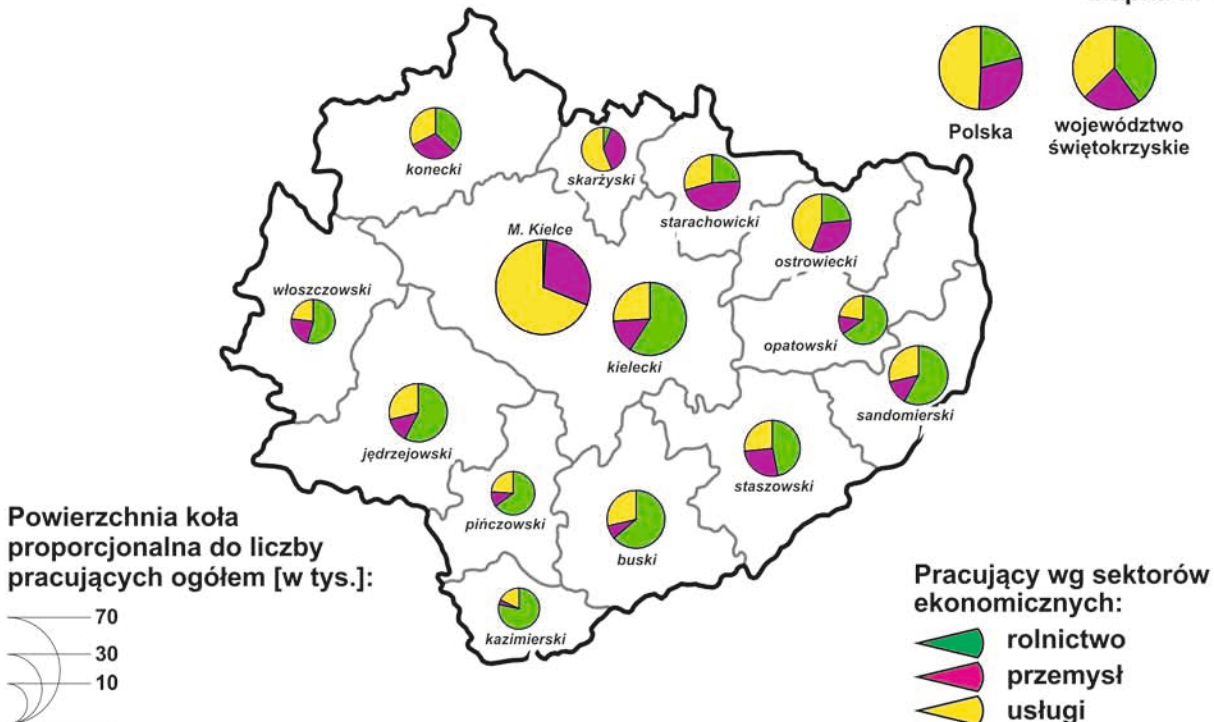 Polska
województwo
świętokrzyskie
konecki
skarżyski
starachowicki
M. Kielce
ostrowiecki
włoszczowski
opatowski
kielecki
sandomierski
jędrzejowski
staszowski
pińczowski
buski
kazimierski
Powierzchnia koła
proporcjonalna do liczby
pracujących ogółem [w tys.]:
70
30
10
Pracujący wg sektorów
ekonomicznych:
rolnictwo
przemysł
usługi